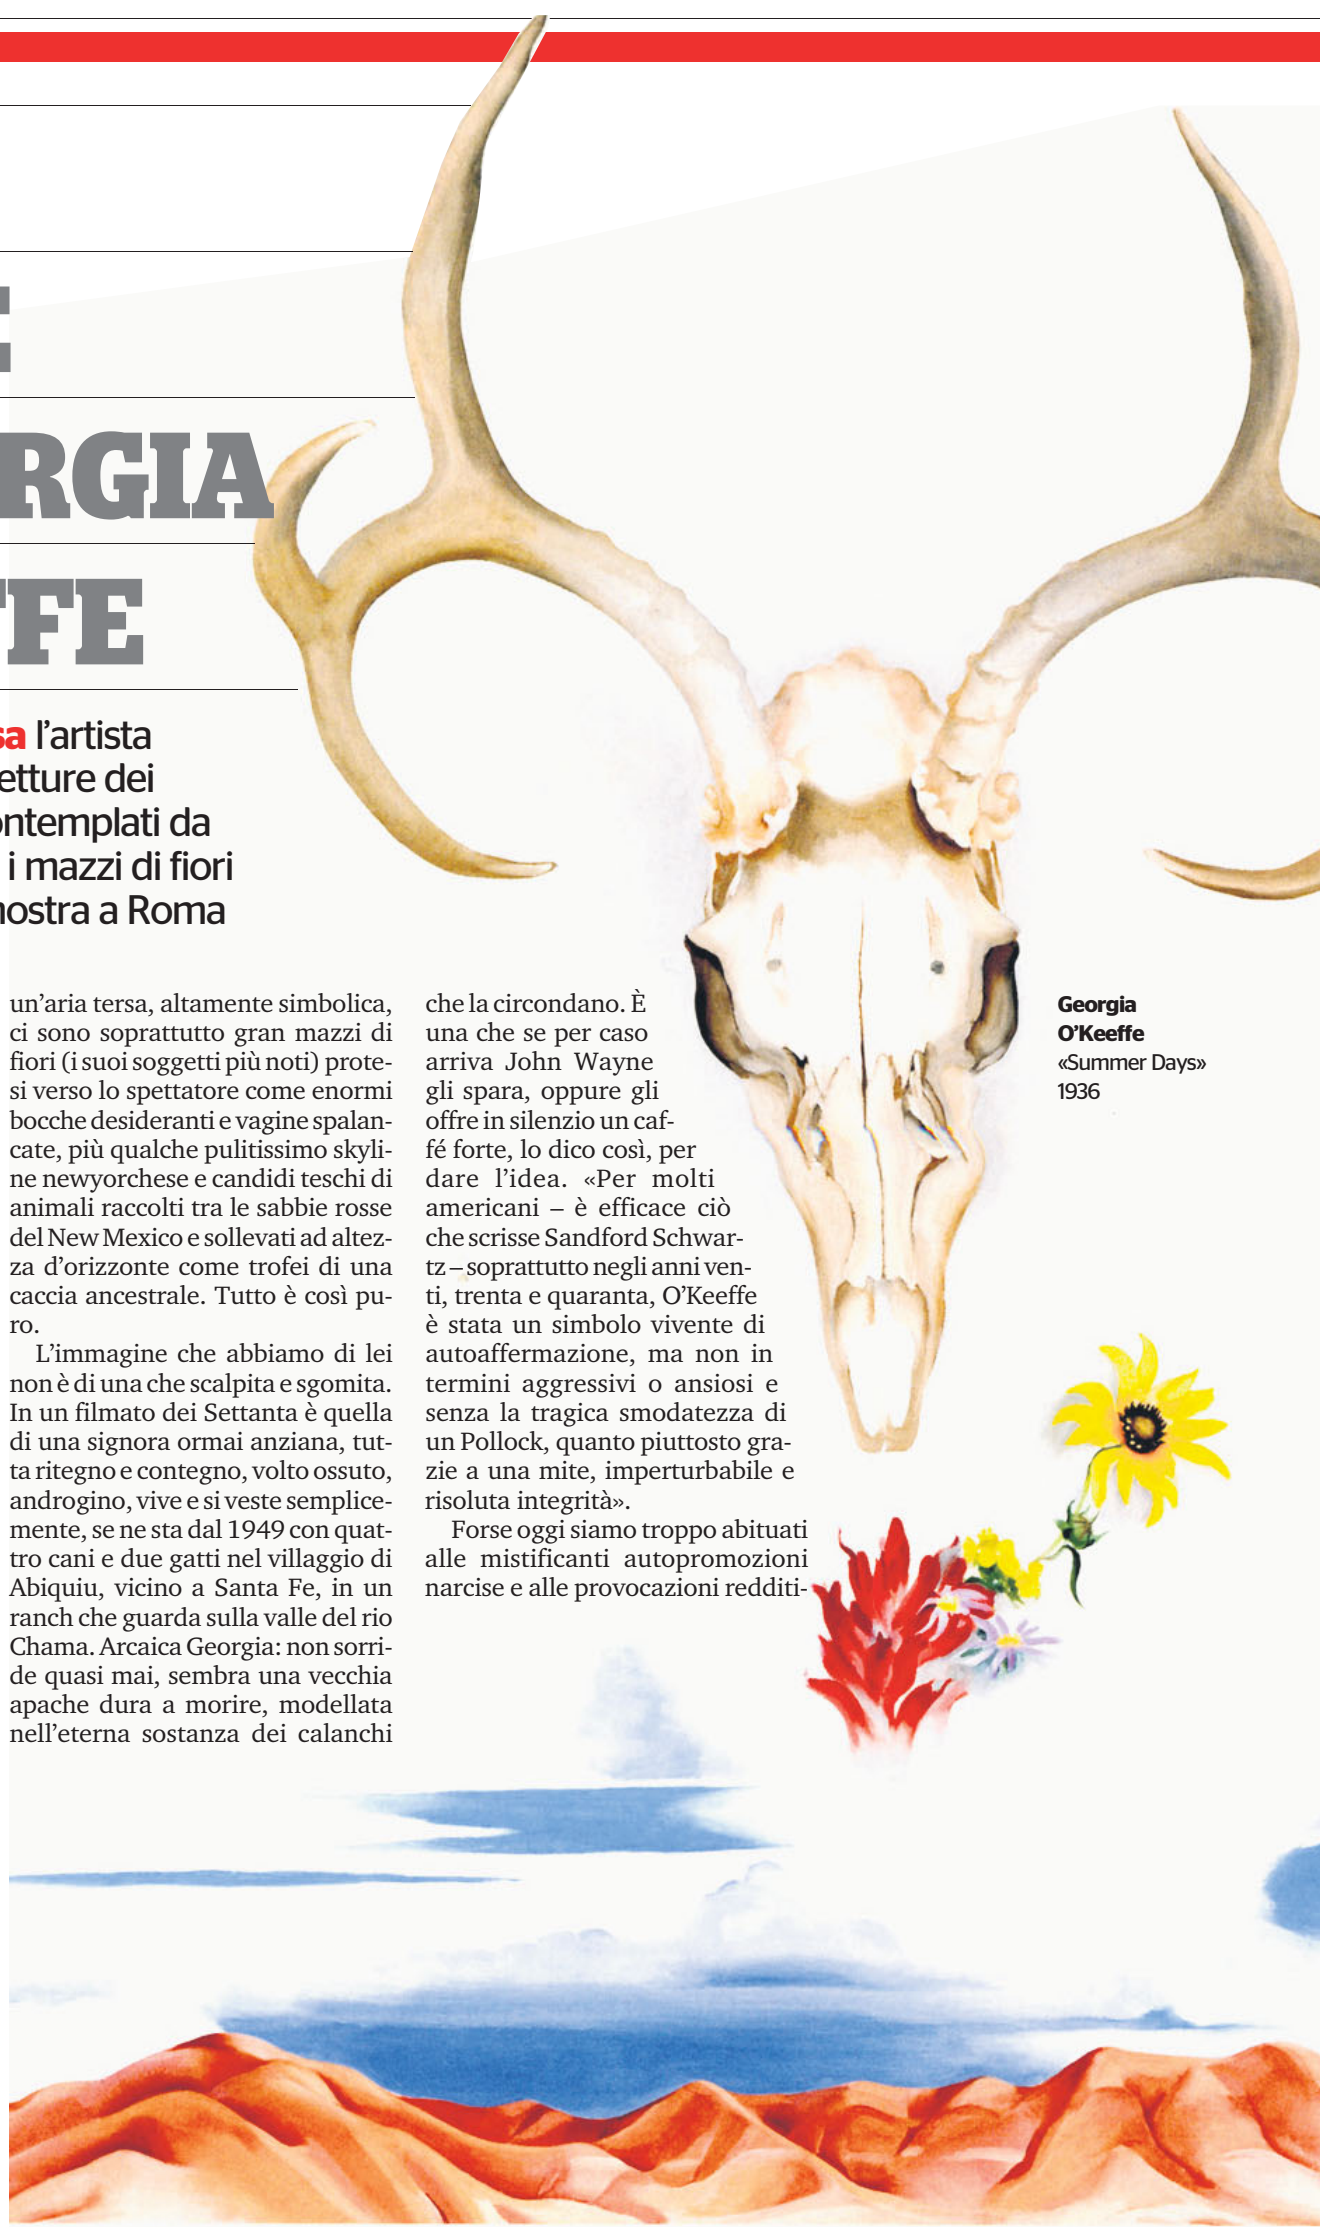 RGIA
FFE
l’artista
dei
da
i mazzi di fiori
a Roma
un’aria tersa, altamente simbolica,
ci sono soprattutto gran mazzi di
fiori (i suoi soggetti più noti) prote-
si verso lo spettatore come enormi
bocche desideranti e vagine spalan-
cate, più qualche pulitissimo skyli-
ne newyorchese e candidi teschi di
animali raccolti tra le sabbie rosse
del New Mexico e sollevati ad altez-
za d’orizzonte come trofei di una
caccia ancestrale. Tutto è così pu-
ro.
L’immagine che abbiamo di lei
non è di una che scalpita e sgomita.
In un filmato dei Settanta è quella
di una signora ormai anziana, tut-
ta ritegno e contegno, volto ossuto,
androgino, vive e si veste semplice-
mente, se ne sta dal 1949 con quat-
tro cani e due gatti nel villaggio di
Abiquiu, vicino a Santa Fe, in un
ranch che guarda sulla valle del rio
Chama. Arcaica Georgia: non sorri-
de quasi mai, sembra una vecchia
apache dura a morire, modellata
nell’eterna sostanza dei calanchi
che la circondano. È
una che se per caso
arriva John Wayne
gli spara, oppure gli
offre in silenzio un caf-
fé forte, lo dico così, per
dare l’idea. «Per molti
americani – è efficace ciò
che scrisse Sandford Schwar-
tz – soprattutto negli anni ven-
ti, trenta e quaranta, O’Keeffe
è stata un simbolo vivente di
autoaffermazione, ma non in
termini aggressivi o ansiosi e
senza la tragica smodatezza di
un Pollock, quanto piuttosto gra-
zie a una mite, imperturbabile e
risoluta integrità».
Forse oggi siamo troppo abituati
alle mistificanti autopromozioni
narcise e alle provocazioni redditi-
Georgia
O’Keeffe
«Summer Days»
1936